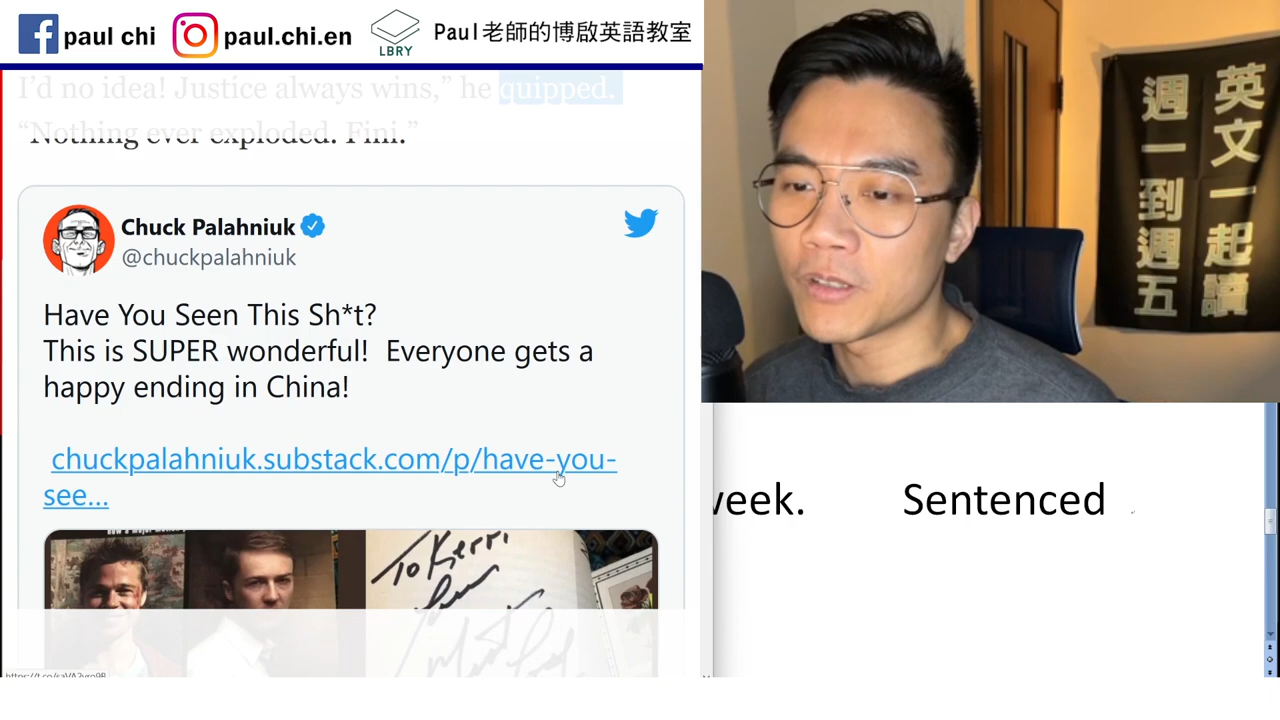 paul chi
paul.chi.en
LBRY
Paul老師的博啟英語教室
I’d no idea! Justice always wins,” he quipped.
“Nothing ever exploded. Fini.”
Chuck Palahniuk
@chuckpalahniuk
Have You Seen This Sh*t?
This is SUPER wonderful!  Everyone gets a
happy ending in China!
chuckpalahniuk.substack.com/p/have-you-
see...
To Kerri
英文一起讀
週一到週五
week. Sentenced